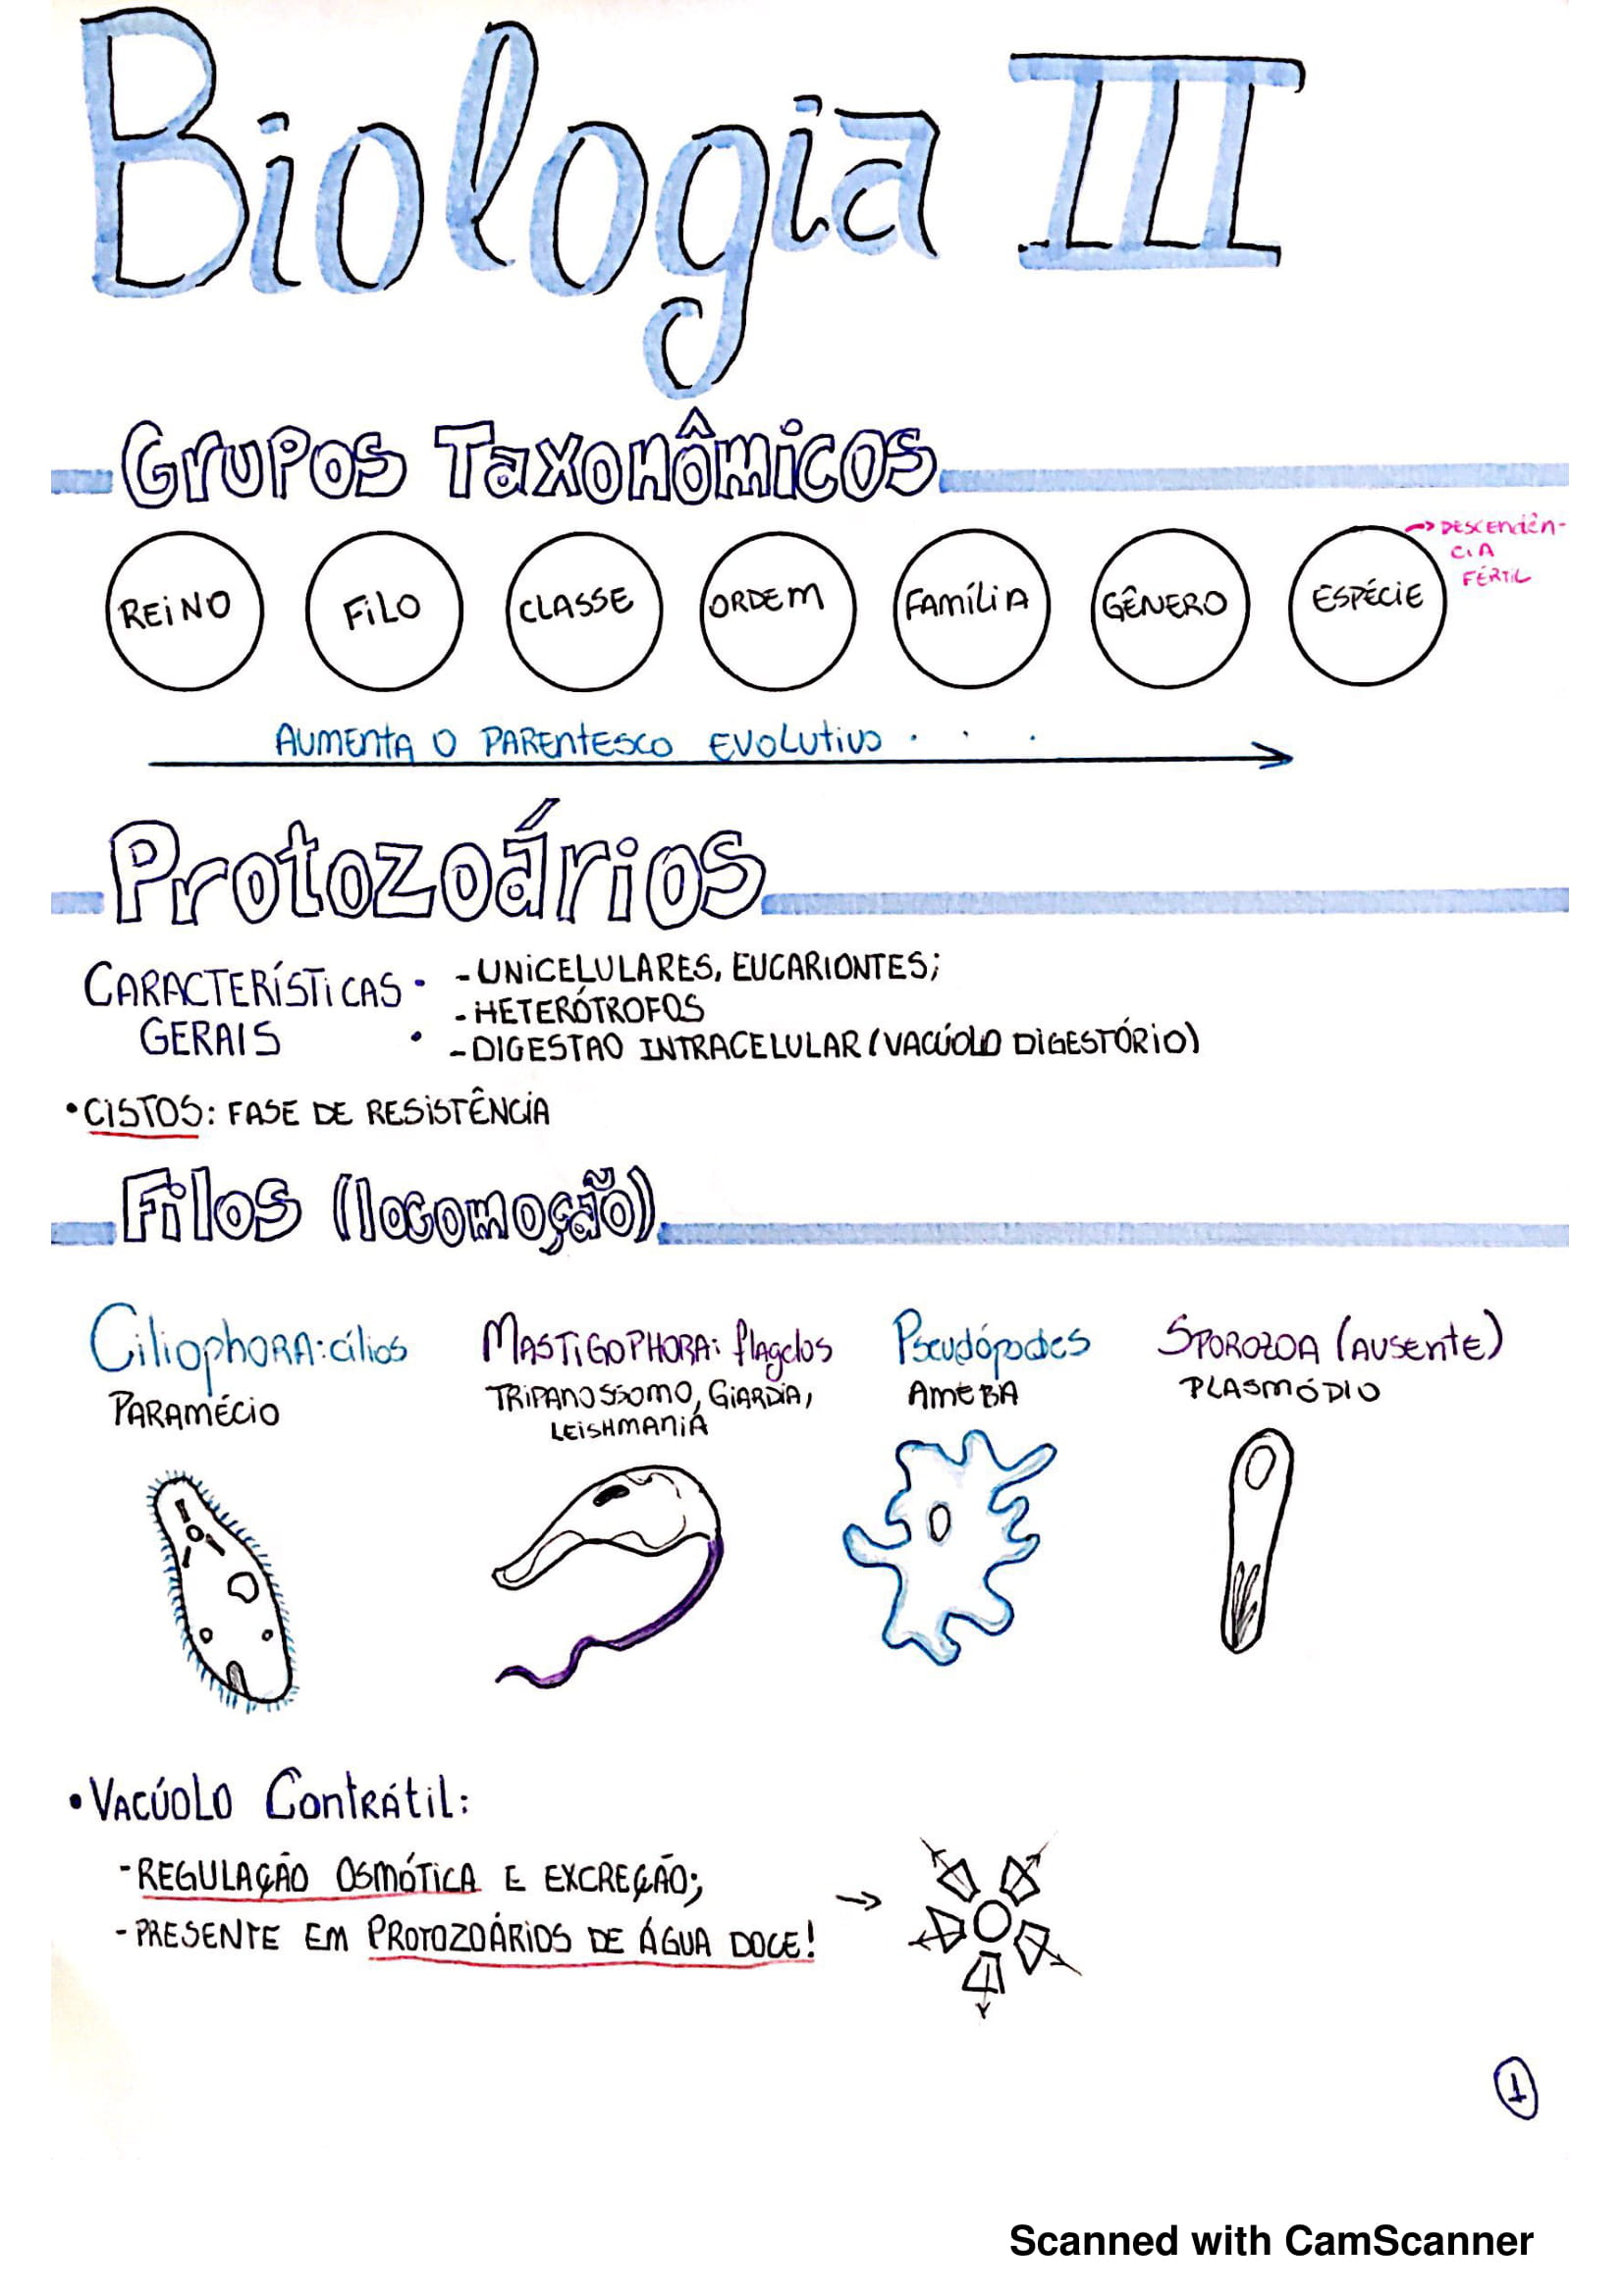 Biologia III
Grupos Taxonômicos
REINO FILO CLASSE ORDEM FAMÍLIA GÊNERO ESPÉCIE
→ DESCENDÊN-
CIA
FÉRTIL
AUMENTA O PARENTESCO EVOLUTIVO . . .
Protozoários
CARACTERÍSTICAS
GERAIS
- UNICELULARES, EUCARIONTES;
- HETERÓTROFOS
- DIGESTAO INTRACELULAR (VACÚOLO DIGESTÓRIO)
• CISTOS: FASE DE RESISTÊNCIA
Filos (locomoção)
Ciliophora: cílios
PARAMÉCIO
MASTIGOPHORA: flagelos
TRIPANOSSOMO, GIARDIA,
LEISHMANIA
Pseudópodes
AMEBA
SPOROZOA (AUSENTE)
PLASMÓDIO
• VACÚOLO Contrátil:
- REGULAÇÃO OSMÓTICA E EXCREÇÃO;
- PRESENTE EM PROTOZOÁRIOS DE ÁGUA DOCE! →
1
Scanned with CamScanner